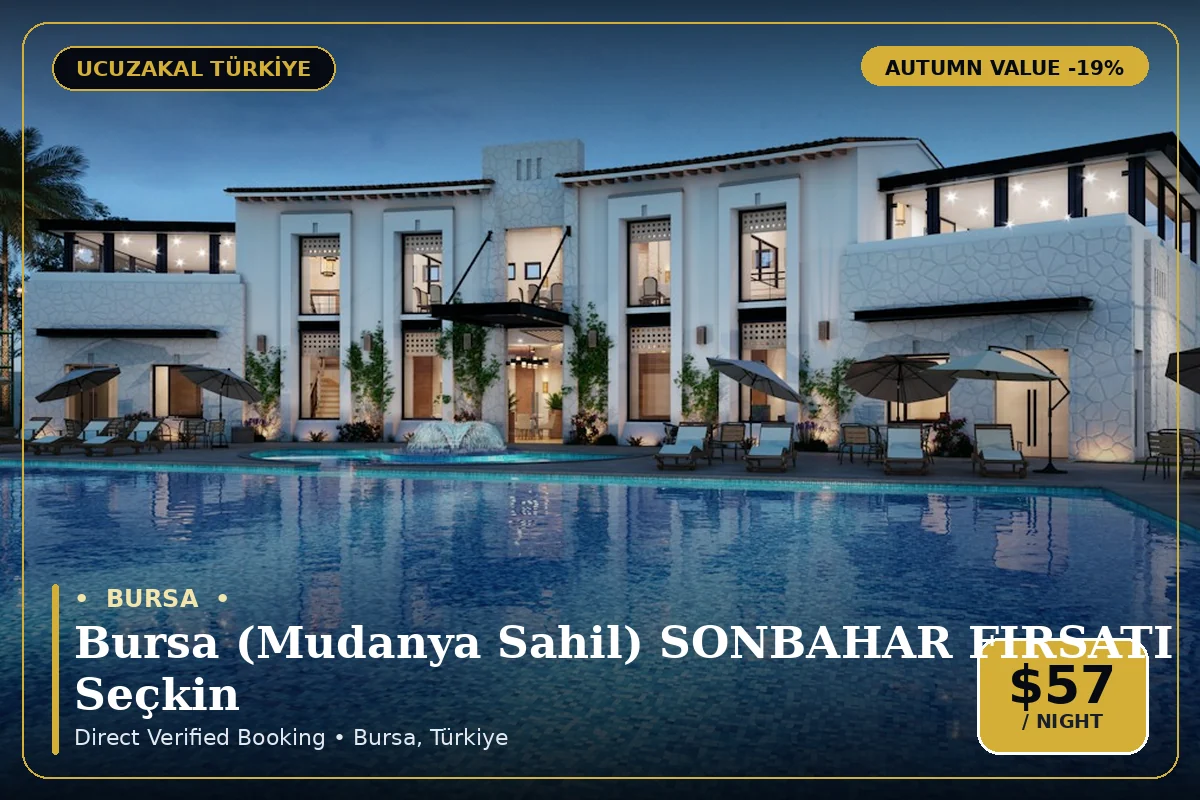 UCUZAKAL TÜRKİYE
AUTUMN VALUE -19%
• BURSA •
Bursa (Mudanya Sahil) SONBAHAR FIRSATI
Seçkin
$57
/ NIGHT
Direct Verified Booking • Bursa, Türkiye